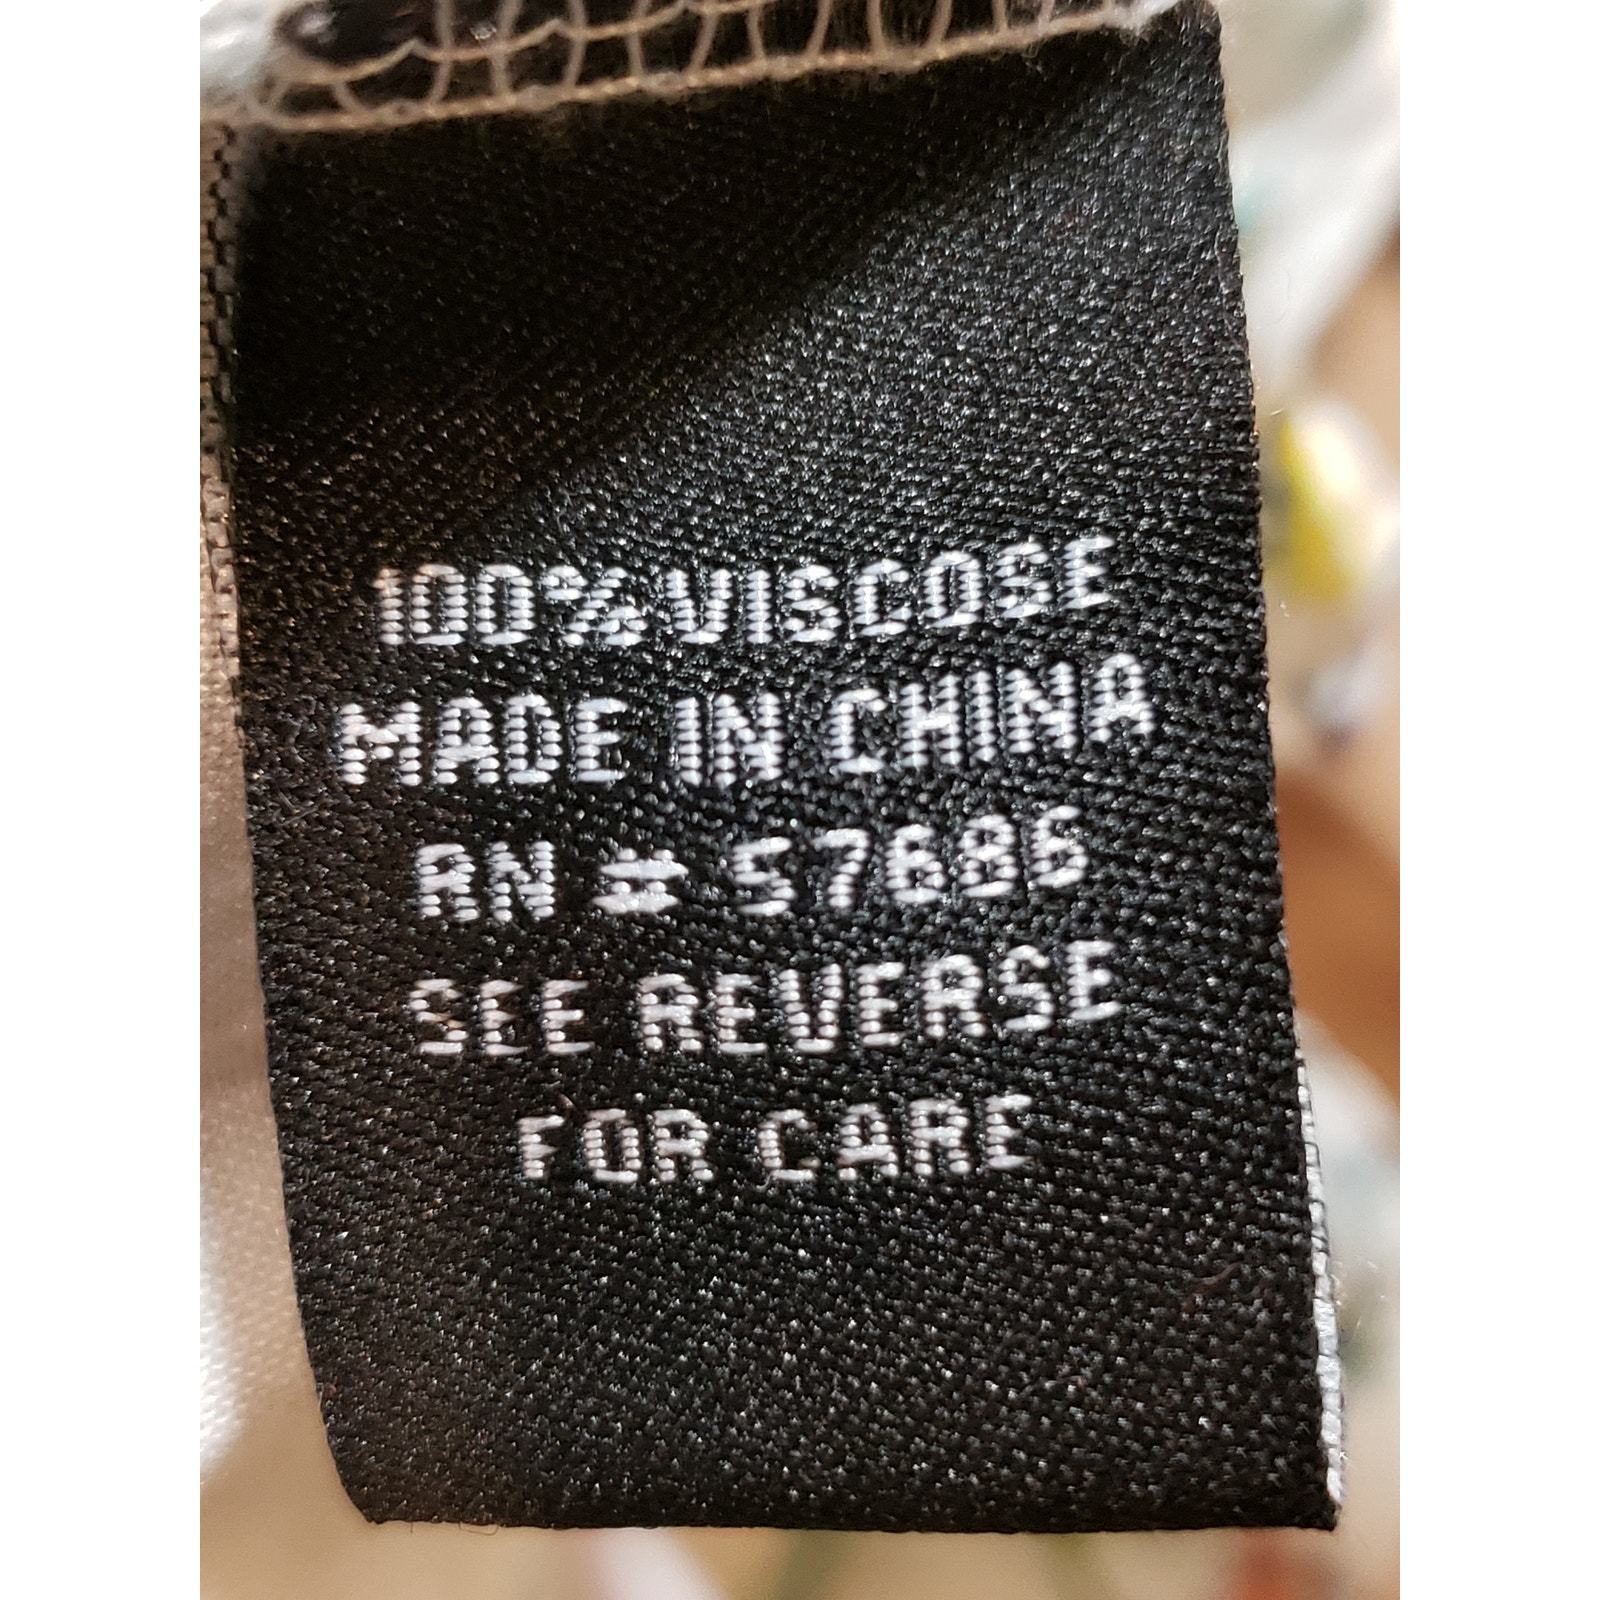 100% VISCOSE
MADE IN CHINA
RN # 57686
SEE REVERSE
FOR CARE